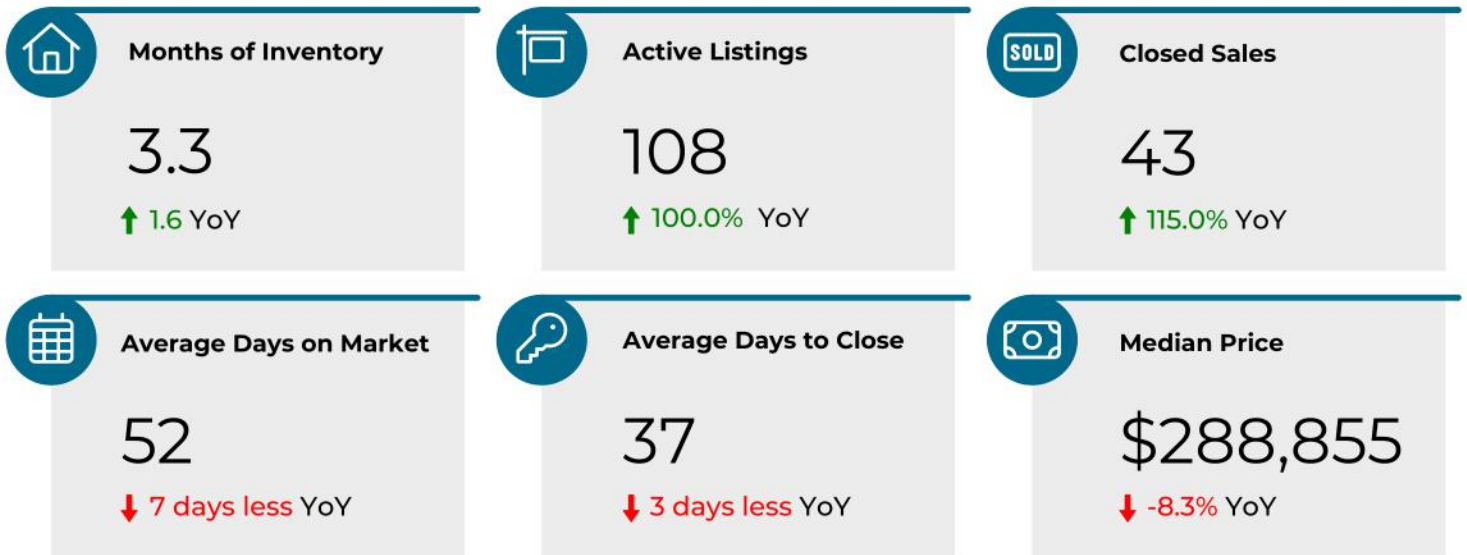 Months of Inventory
3.3
1.6 YoY
Active Listings
108
100.0% YoY
SOLD
Closed Sales
43
115.0% YoY
Average Days on Market
52
7 days less YoY
Average Days to Close
37
3 days less YoY
Median Price
$288,855
-8.3% YoY